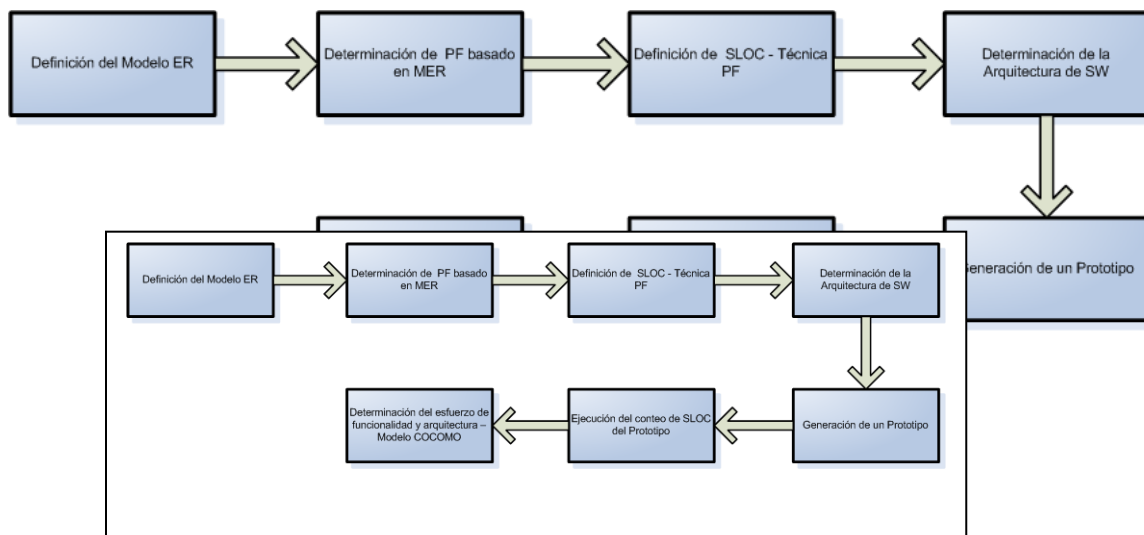 Definición del Modelo ER
Determinación de PF basado
en MER
Definición de SLOC - Técnica
PF
Determinación de la
Arquitectura de SW
Generación de un Prototipo
Definición del Modelo ER
Determinación de PF basado
en MER
Definición de SLOC - Técnica
PF
Determinación de la
Arquitectura de SW
Generación de un Prototipo
Ejecución del conteo de SLOC
del Prototipo
Determinación del esfuerzo de
funcionalidad y arquitectura –
Modelo COCOMO